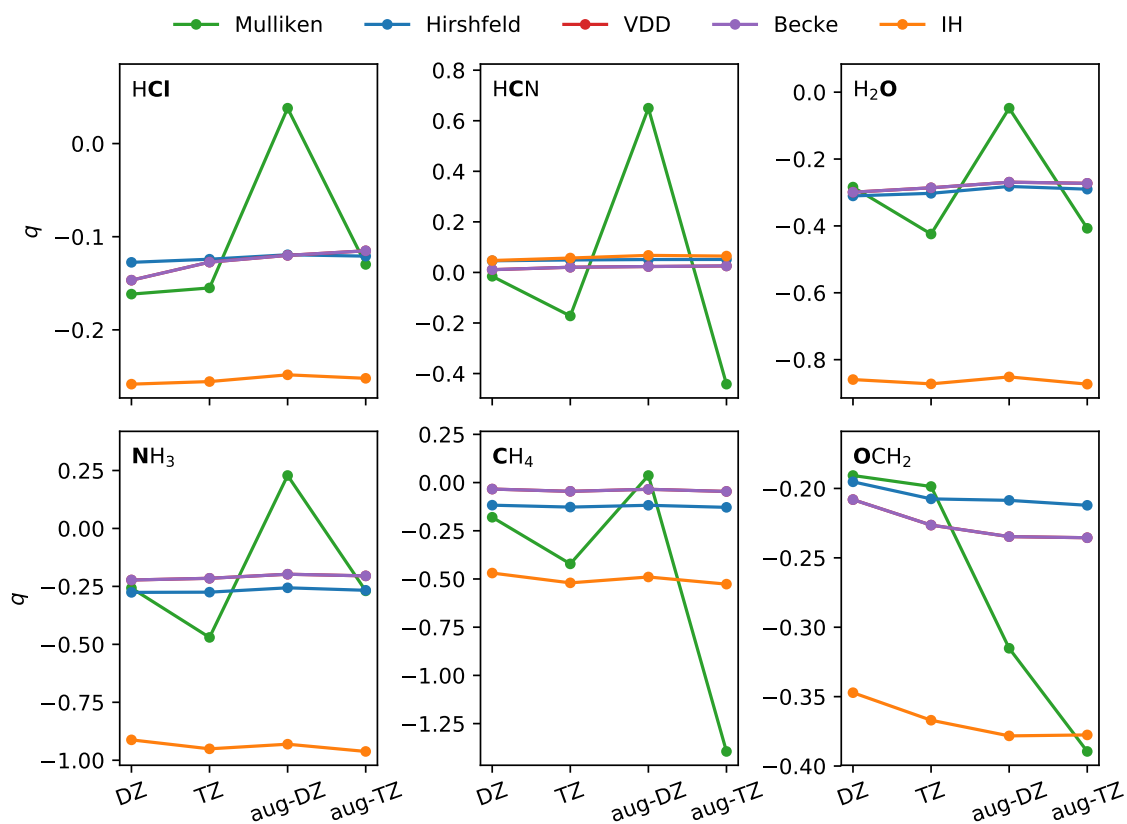 Mulliken Hirshfeld VDD Becke IH
HCl
HCN
H₂O
q
0.0
−0.1
−0.2
0.8
0.6
0.4
0.2
0.0
−0.2
−0.4
0.0
−0.2
−0.4
−0.6
−0.8
NH₃
CH₄
OCH₂
q
0.25
0.00
−0.25
−0.50
−0.75
−1.00
0.25
0.00
−0.25
−0.50
−0.75
−1.00
−1.25
−0.20
−0.25
−0.30
−0.35
−0.40
DZ TZ aug-DZ aug-TZ
DZ TZ aug-DZ aug-TZ
DZ TZ aug-DZ aug-TZ